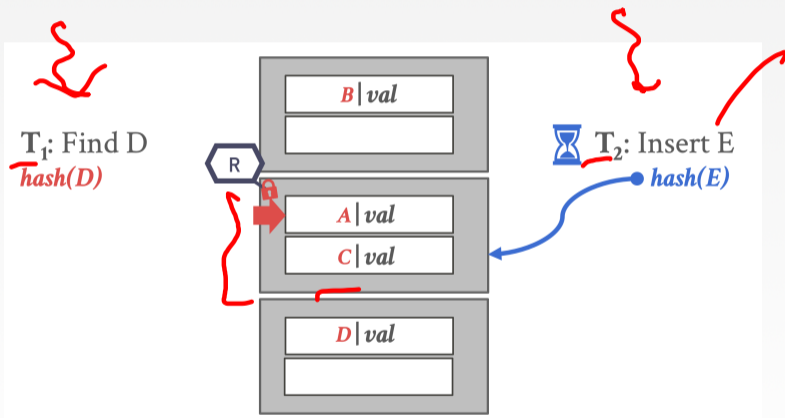 T₁: Find D
hash(D)
R
B|val
A|val
C|val
D|val
T₂: Insert E
hash(E)